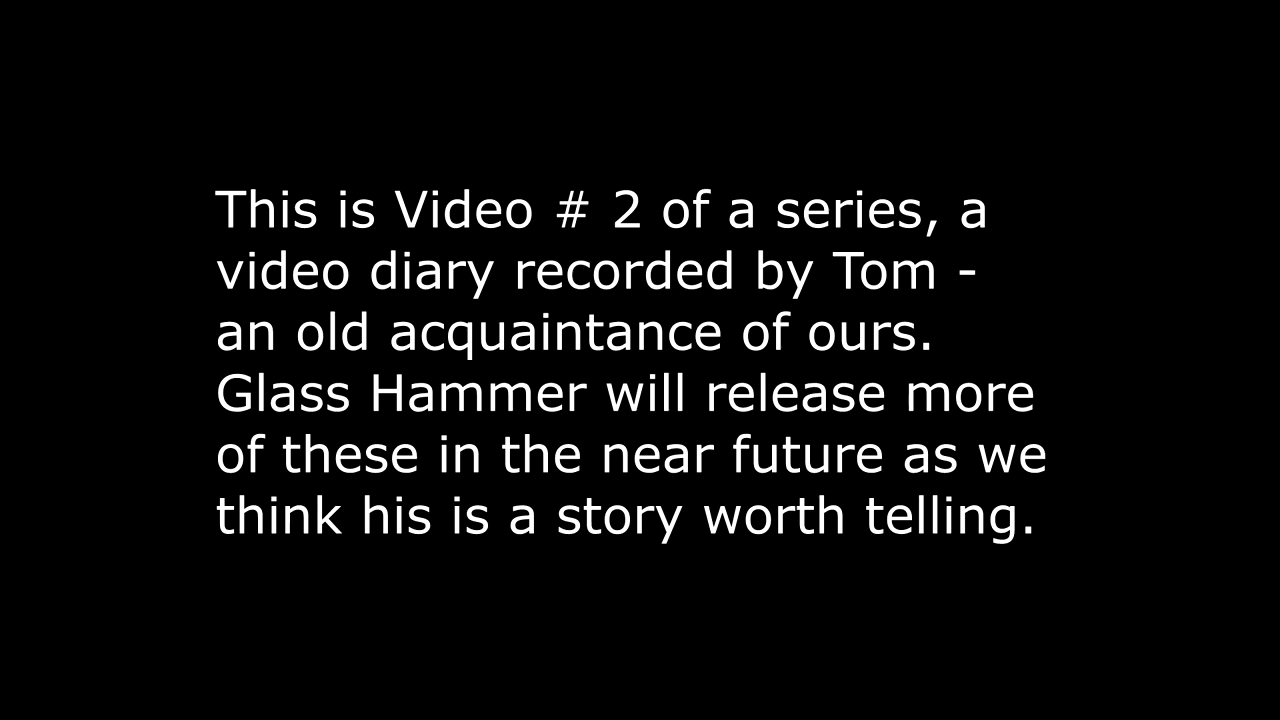 This is Video # 2 of a series, a
video diary recorded by Tom -
an old acquaintance of ours.
Glass Hammer will release more
of these in the near future as we
think his is a story worth telling.